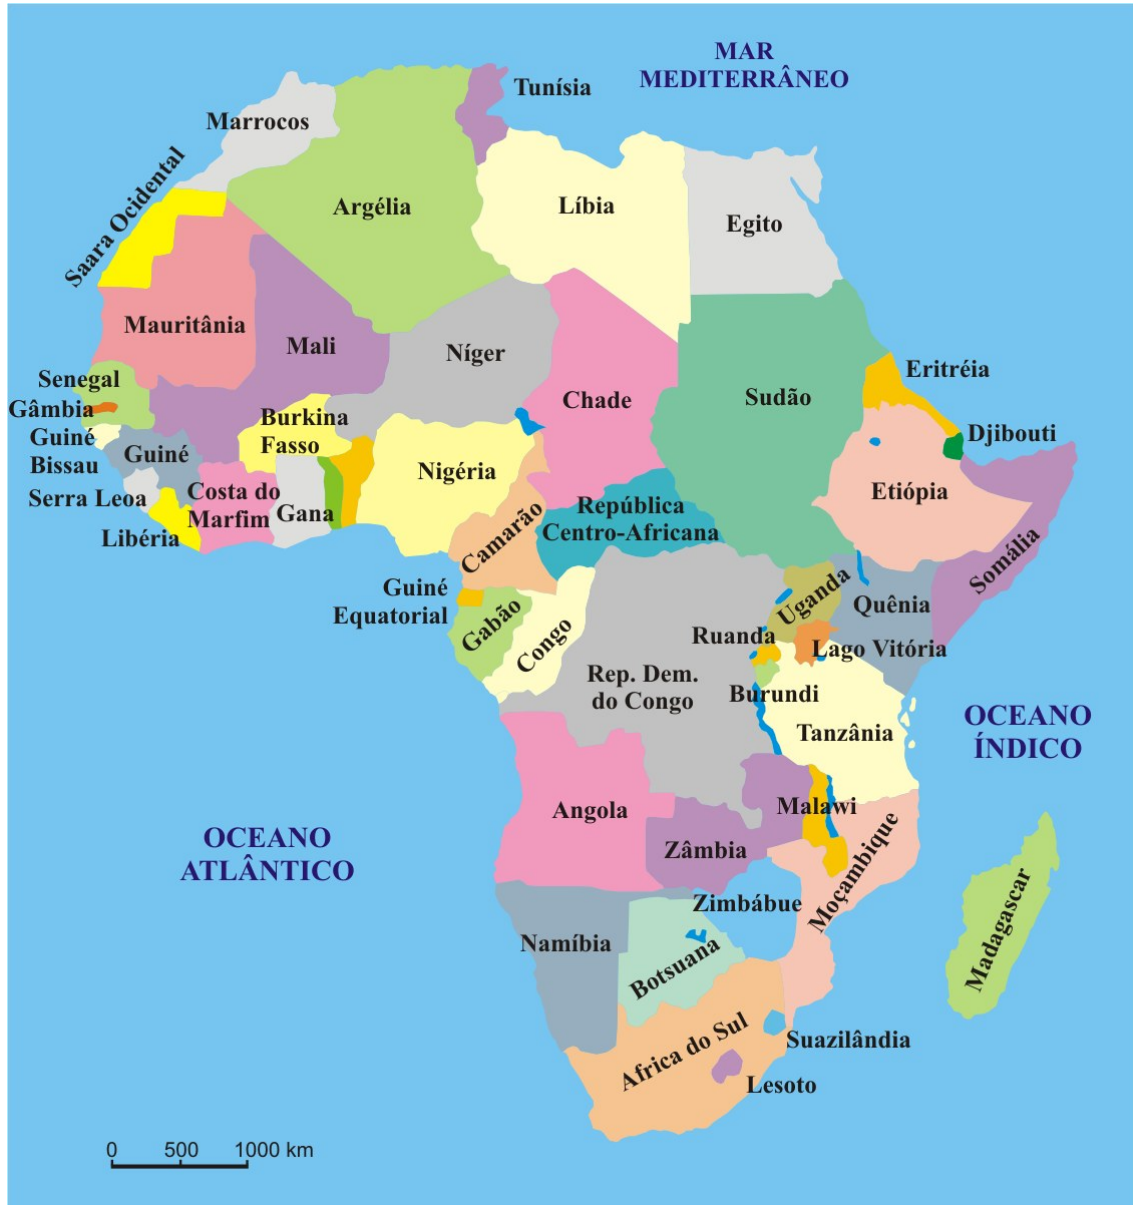 MAR
MEDITERRÂNEO
Tunísia
Marrocos
Saara Ocidental
Argélia
Líbia
Egito
Mauritânia
Mali
Níger
Chade
Sudão
Eritréia
Senegal
Gâmbia
Guiné
Bissau
Guiné
Burkina
Fasso
Nigéria
Djibouti
Etiópia
Somália
Serra Leoa
Libéria
Costa do
Marfim
Gana
Camarão
República
Centro-Africana
Guiné
Equatorial
Gabão
Congo
Uganda
Quênia
Ruanda
Lago Vitória
Rep. Dem.
do Congo
Burundi
Tanzânia
OCEANO
ÍNDICO
OCEANO
ATLÂNTICO
Angola
Malawi
Zâmbia
Moçambique
Zimbábue
Namíbia
Botsuana
Madagascar
Africa do Sul
Suazilândia
Lesoto
0 500 1000 km